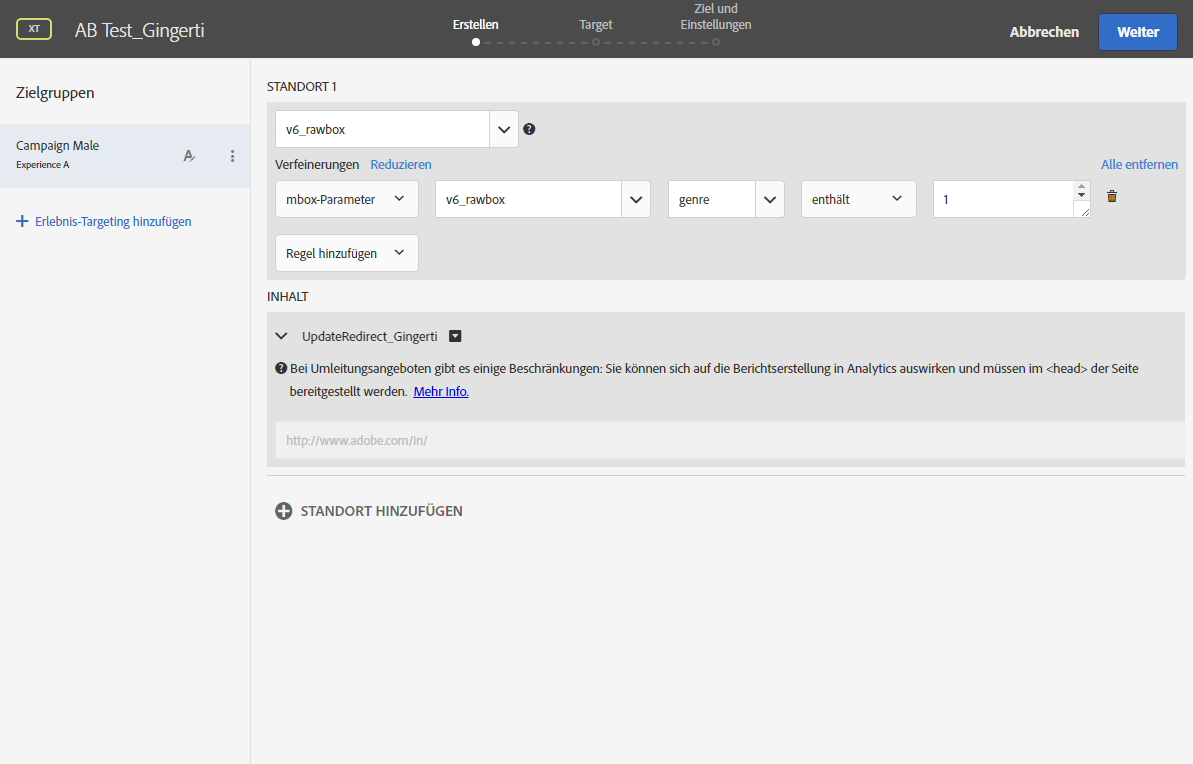 XT
AB Test_Gingerti
Erstellen
Target
Ziel und
Einstellungen
Abbrechen
Weiter
Zielgruppen
Campaign Male
Experience A
Erlebnis-Targeting hinzufügen
STANDORT 1
v6_rawbox
Verfeinerungen Reduzieren
Alle entfernen
mbox-Parameter
v6_rawbox
genre
enthält
1
Regel hinzufügen
INHALT
UpdateRedirect_Gingerti
Bei Umleitungsangeboten gibt es einige Beschränkungen: Sie können sich auf die Berichtserstellung in Analytics auswirken und müssen im <head> der Seite
bereitgestellt werden. Mehr Info.
http://www.adobe.com/in/
STANDORT HINZUFÜGEN